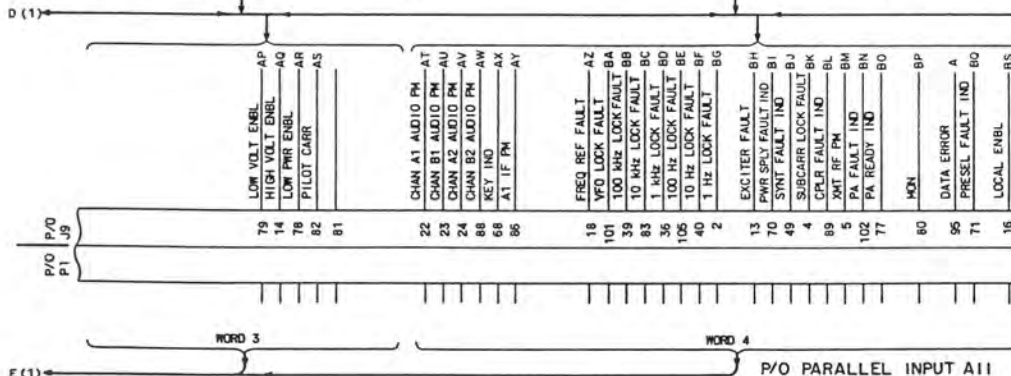 D(1)
LOW VOLT ENBL AP
HIGH VOLT ENBL AQ
LOW PWR ENBL AR
PILOT CARR AS
CHAN A1 AUDIO PM AT
CHAN B1 AUDIO PM AU
CHAN A2 AUDIO PM AV
CHAN B2 AUDIO PM AW
KEY IND AX
A1 IF PM AY
FREQ REF FAULT AZ
VFO LOCK FAULT BA
100 kHz LOCK FAULT BB
10 kHz LOCK FAULT BC
1 kHz LOCK FAULT BD
100 Hz LOCK FAULT BE
10 Hz LOCK FAULT BF
1 Hz LOCK FAULT BG
EXCITER FAULT BH
PWR SPLY FAULT IND BI
SYNT FAULT IND BJ
SUBCARR LOCK FAULT BK
CPLR FAULT IND BL
XMT RF PM BM
PA FAULT IND BN
PA READY IND BO
MON BP
DATA ERROR A
PRESEL FAULT IND BQ
LOCAL ENBL BS
P/O J9
79 14 78 82 81 22 23 24 88 68 86 18 101 39 83 36 105 40 2 13 70 49 4 89 5 102 77 80 95 71 16
P/O P1
WORD 3 WORD 4
E(1)
P/O PARALLEL INPUT A11